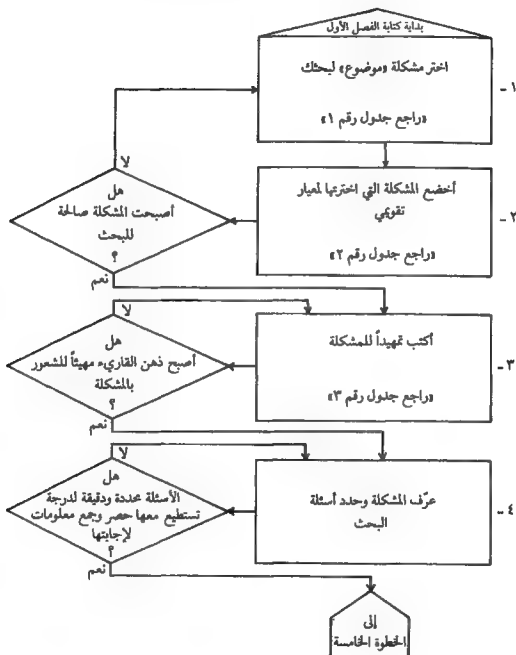 بداية كتابة الفصل الأول
١ -
اختر مشكلة «موضوع» لبحثك
«راجع جدول رقم ١»
٢ -
أخضع المشكلة التي اخترتها لمعيار
تقويمي
«راجع جدول رقم ٢»
لا
هل
أصبحت المشكلة صالحة
للبحث
؟
نعم
٣ -
أكتب تمهيداً للمشكلة
«راجع جدول رقم ٣»
لا
هل
أصبح ذهن القاريء مهيئاً للشعور
بالمشكلة
؟
نعم
٤ -
عرّف المشكلة وحدد أسئلة
البحث
لا
هل
الأسئلة محددة ودقيقة لدرجة
تستطيع معها حصر وجمع معلومات
لإجابتها
؟
نعم
إلى
الخطوة الخامسة